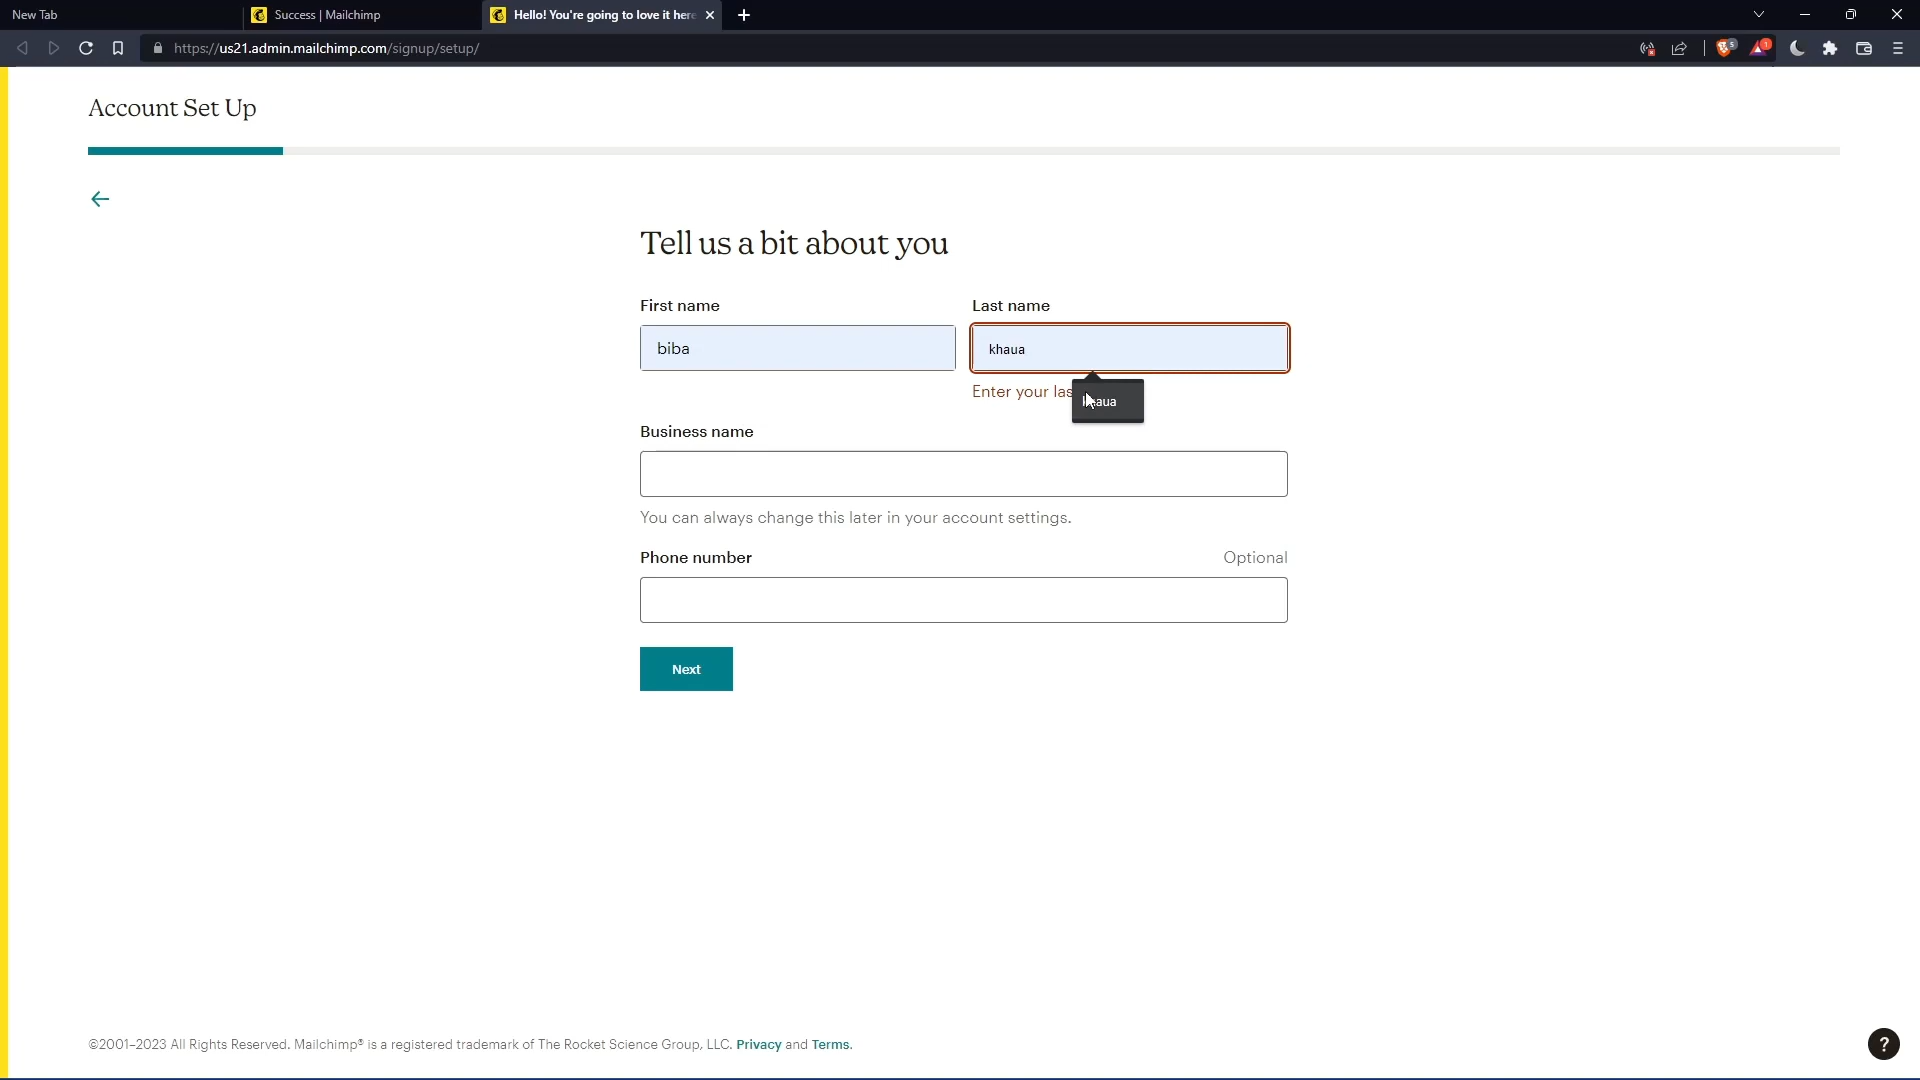 New Tab
Success | Mailchimp
Hello! You're going to love it here
https://us21.admin.mailchimp.com/signup/setup/
5
1
Account Set Up
Tell us a bit about you
First name
Last name
biba
khaua
Enter your las
Business name
You can always change this later in your account settings.
Phone number
Optional
Next
©2001–2023 All Rights Reserved. Mailchimp® is a registered trademark of The Rocket Science Group, LLC. Privacy and Terms.
?